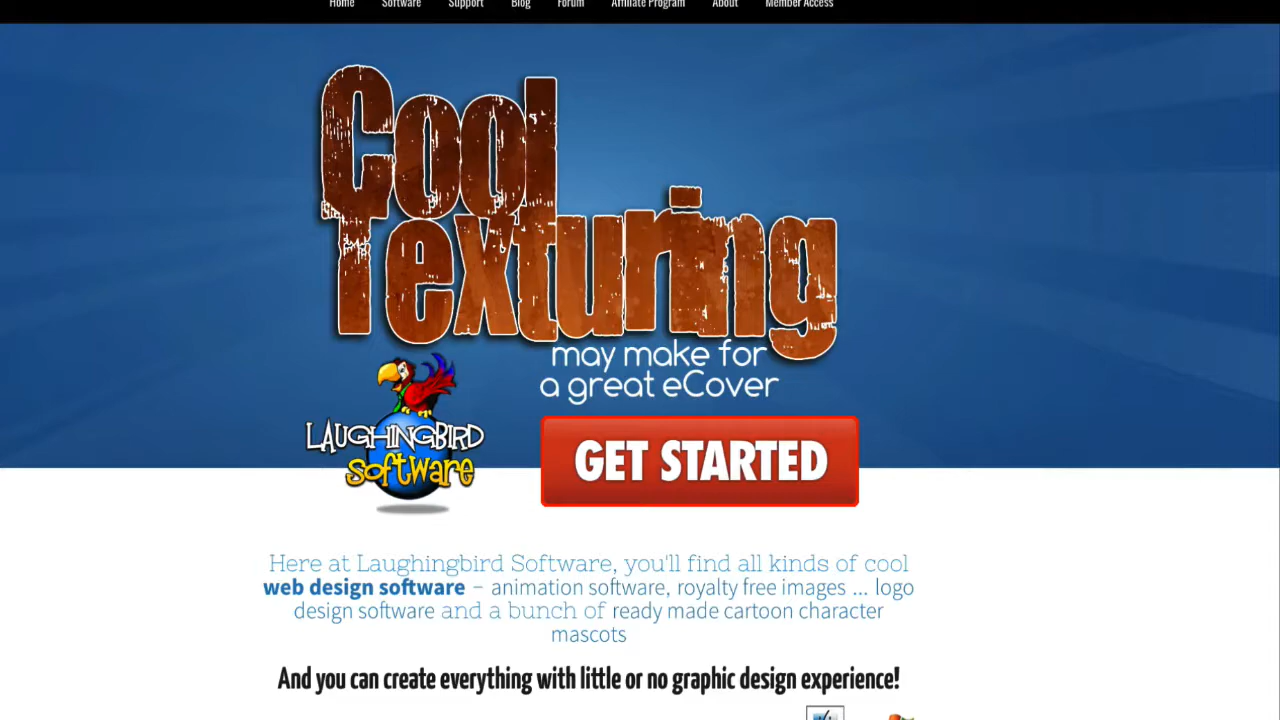 Home Software Support Blog Forum Affiliate Program About Member Access
Cool
Texturing
may make for
a great eCover
LAUGHINGBIRD
SOFTWARE
GET STARTED
Here at Laughingbird Software, you'll find all kinds of cool
web design software – animation software, royalty free images ... logo
design software and a bunch of ready made cartoon character
mascots
And you can create everything with little or no graphic design experience!